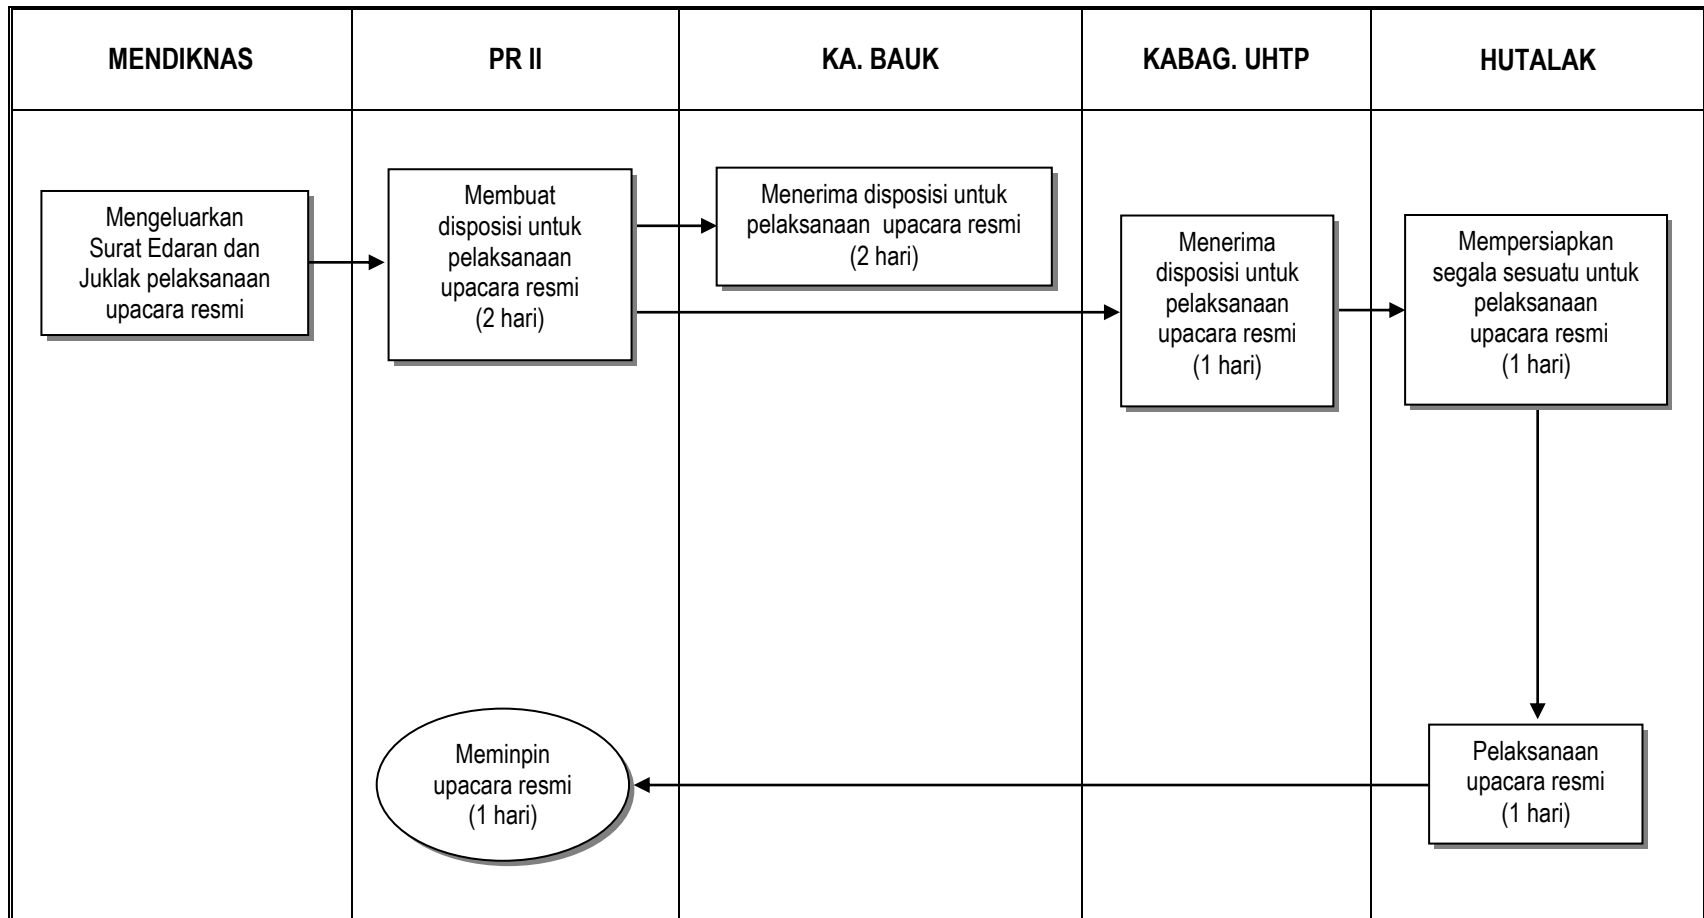 MENDIKNAS
PR II
KA. BAUK
KABAG. UHTP
HUTALAK
Mengeluarkan
Surat Edaran dan
Juklak pelaksanaan
upacara resmi
Membuat
disposisi untuk
pelaksanaan
upacara resmi
(2 hari)
Menerima disposisi untuk
pelaksanaan upacara resmi
(2 hari)
Menerima
disposisi untuk
pelaksanaan
upacara resmi
(1 hari)
Mempersiapkan
segala sesuatu untuk
pelaksanaan
upacara resmi
(1 hari)
Meminpin
upacara resmi
(1 hari)
Pelaksanaan
upacara resmi
(1 hari)